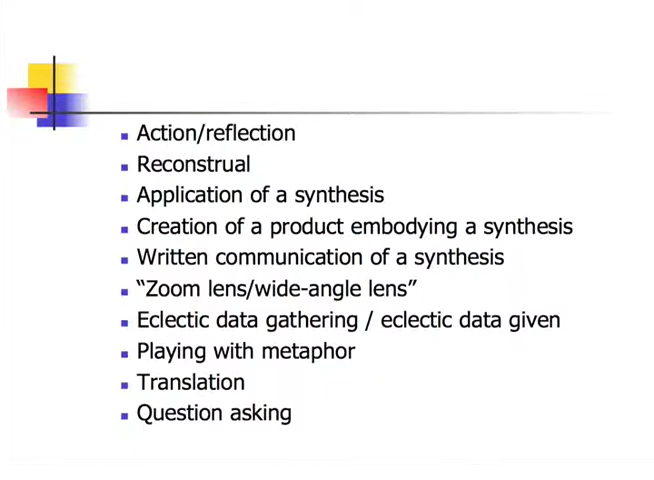 Action/reflection
Reconstrual
Application of a synthesis
Creation of a product embodying a synthesis
Written communication of a synthesis
“Zoom lens/wide-angle lens”
Eclectic data gathering / eclectic data given
Playing with metaphor
Translation
Question asking